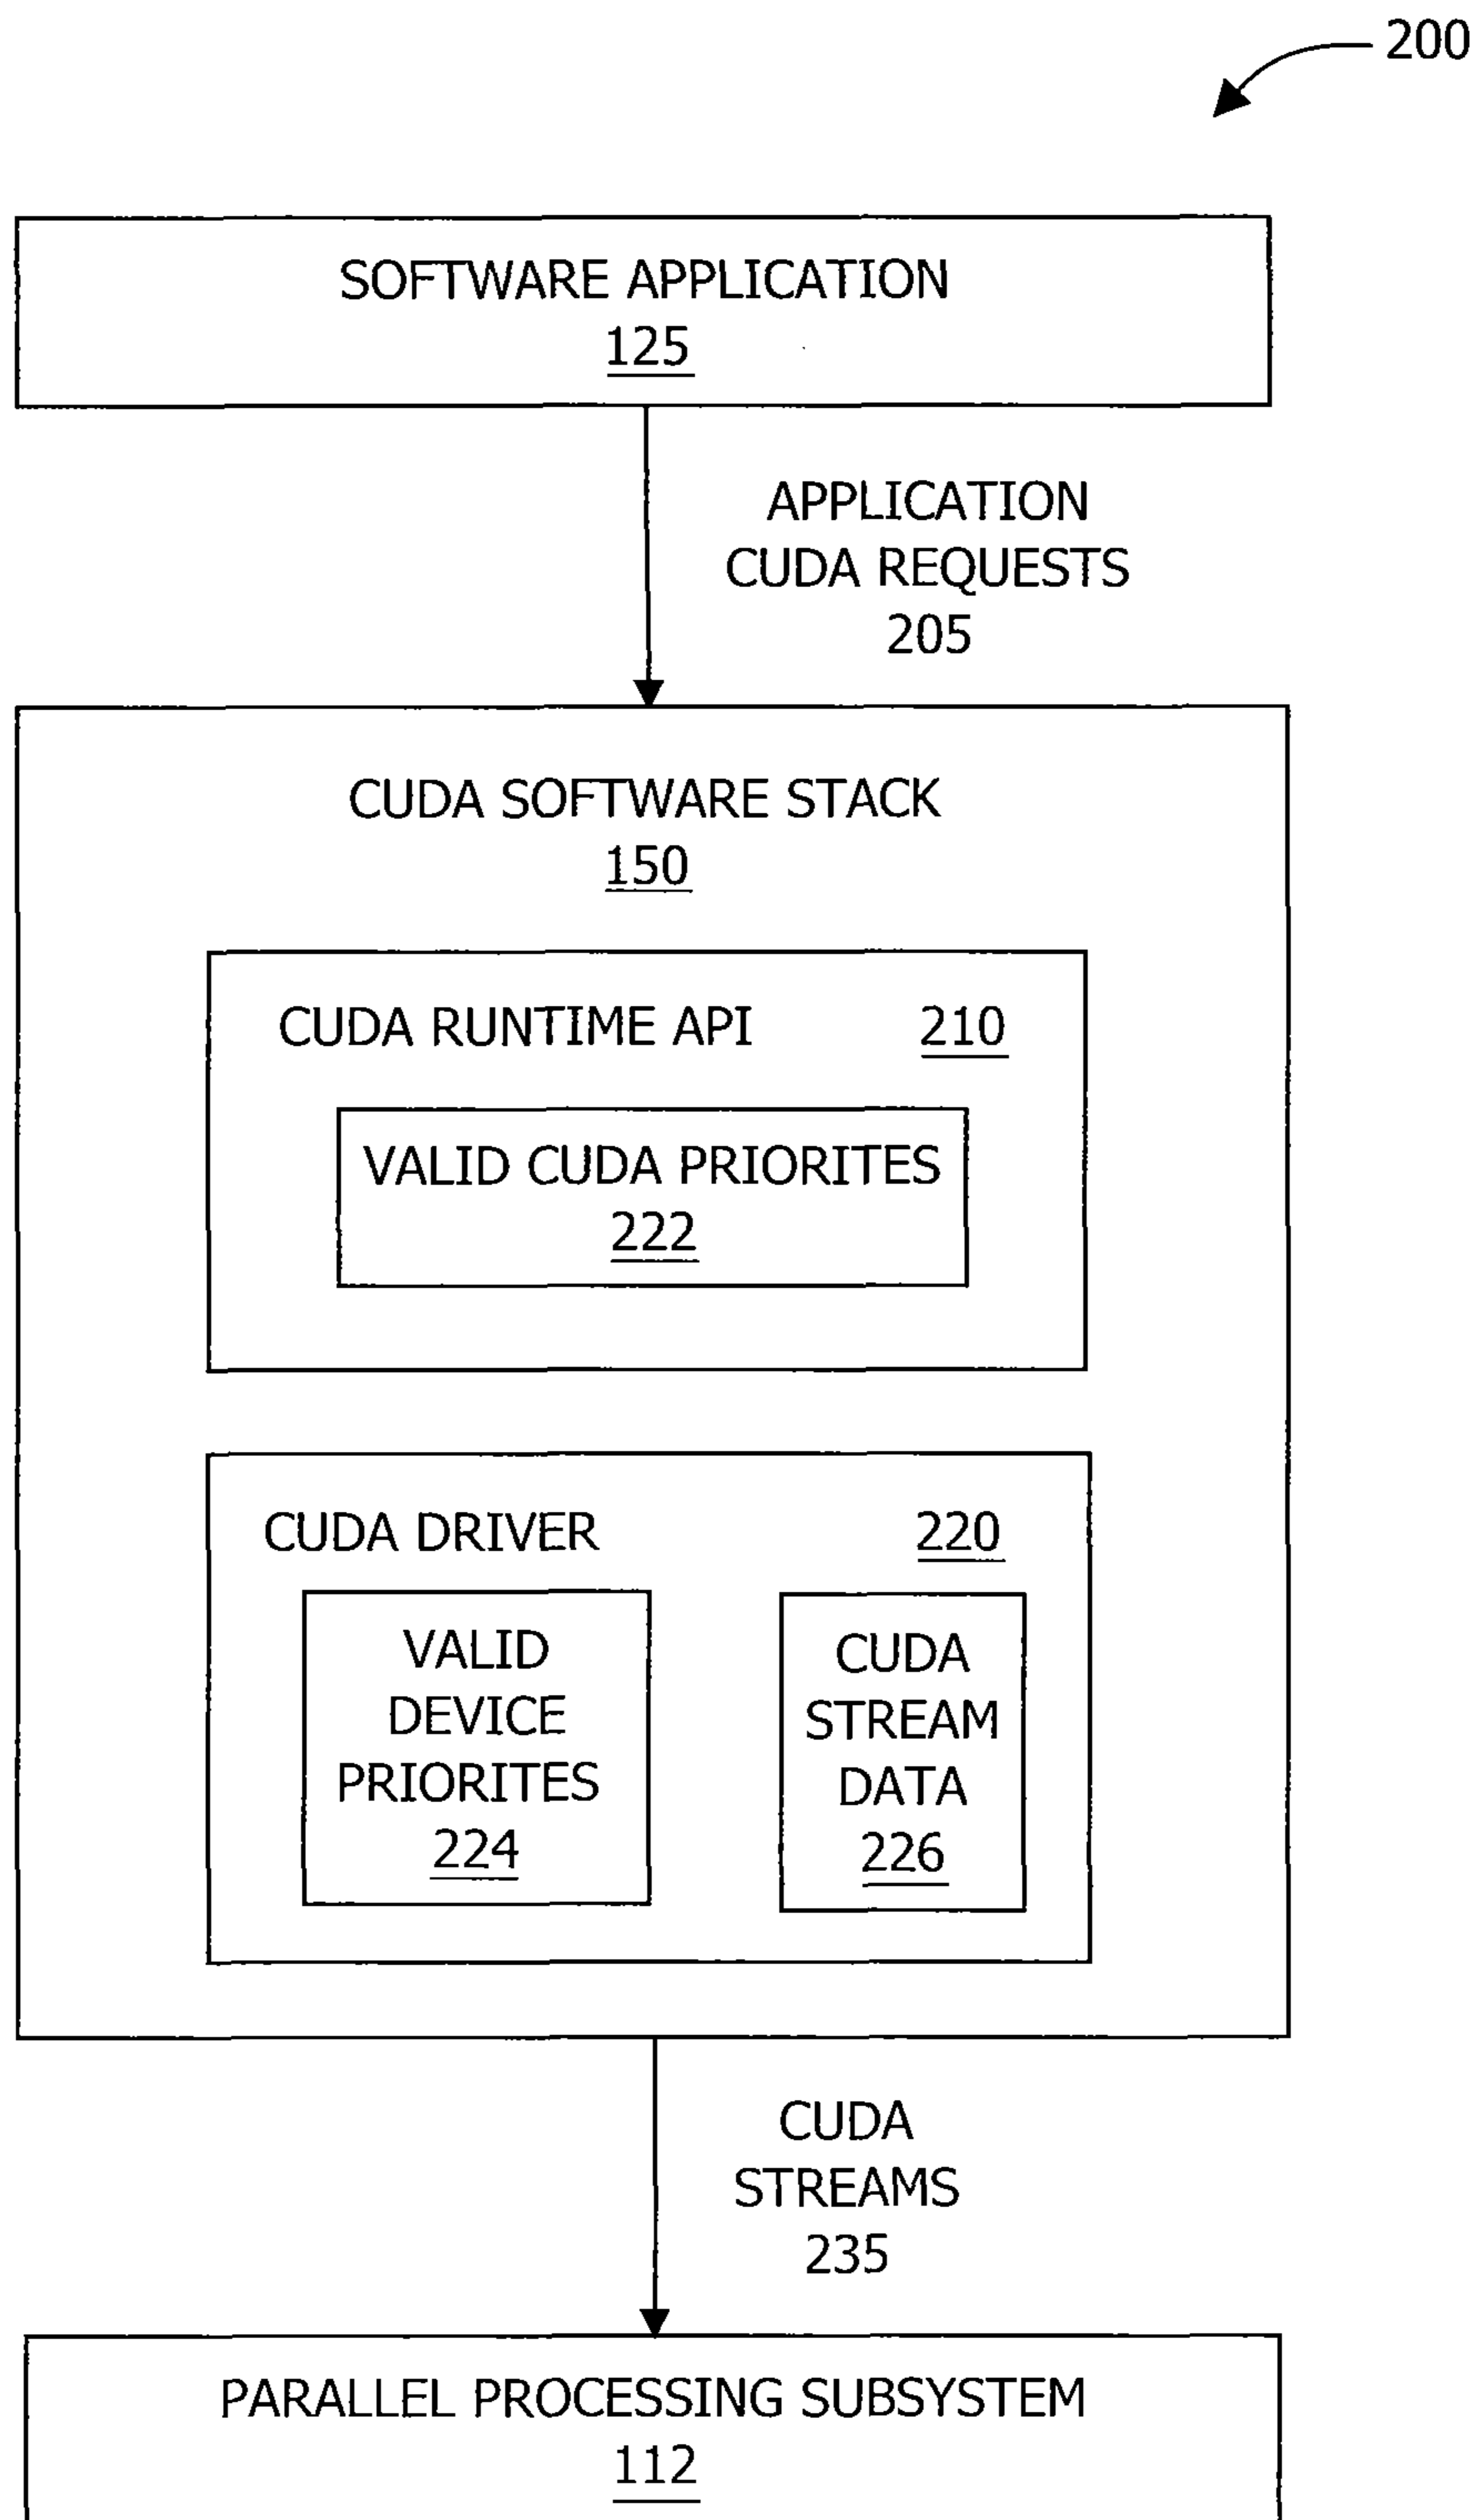 200
SOFTWARE APPLICATION
125
APPLICATION
CUDA REQUESTS
205
CUDA SOFTWARE STACK
150
CUDA RUNTIME API 210
VALID CUDA PRIORITES
222
CUDA DRIVER 220
VALID
DEVICE
PRIORITES
224
CUDA
STREAM
DATA
226
CUDA
STREAMS
235
PARALLEL PROCESSING SUBSYSTEM
112